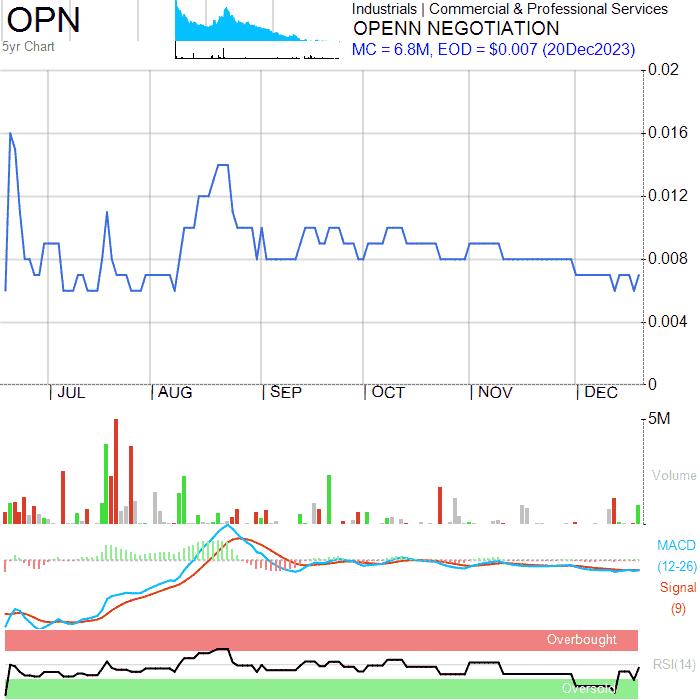 OPN
5yr Chart
Industrials | Commercial & Professional Services
OPENN NEGOTIATION
MC = 6.8M, EOD = $0.007 (20Dec2023)
0.02
0.016
0.012
0.008
0.004
0
| JUL | AUG | SEP | OCT | NOV | DEC
5M
Volume
MACD
(12-26)
Signal
(9)
Overbought
RSI(14)
Oversold